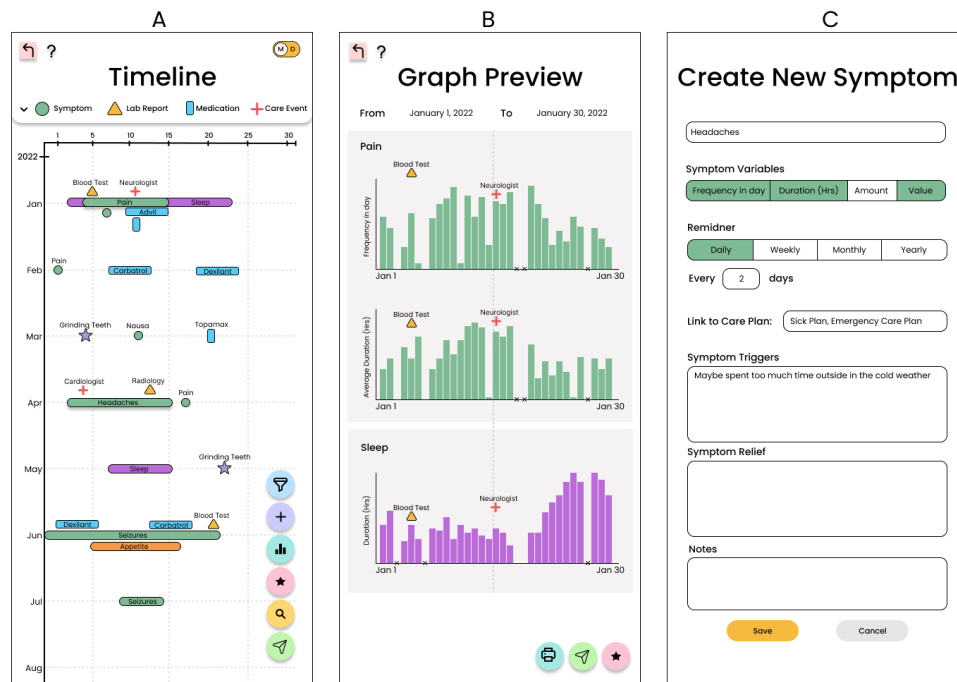 A
?
M D
Timeline
Symptom Lab Report Medication Care Event
1 5 10 15 20 25 30
2022
Blood Test Neurologist
Jan Pain Sleep
Advil
Pain
Feb Carbatrol Dexilant
Grinding Teeth Nausa Topamax
Mar
Cardiologist Radiology Pain
Apr Headaches
Grinding Teeth
May Sleep
Blood Test
Dexilant Carbatrol
Jun Seizures
Appetite
Jul Seizures
Aug
B
?
Graph Preview
From January 1, 2022 To January 30, 2022
Pain
Blood Test
Neurologist
Frequency in day
Jan 1 Jan 30
Blood Test
Neurologist
Average Duration (Hrs)
Jan 1 Jan 30
Sleep
Blood Test
Neurologist
Duration (Hrs)
Jan 1 Jan 30
C
Create New Symptom
Headaches
Symptom Variables
Frequency in day Duration (Hrs) Amount Value
Remidner
Daily Weekly Monthly Yearly
Every 2 days
Link to Care Plan: Sick Plan, Emergency Care Plan
Symptom Triggers
Maybe spent too much time outside in the cold weather
Symptom Relief
Notes
Save Cancel